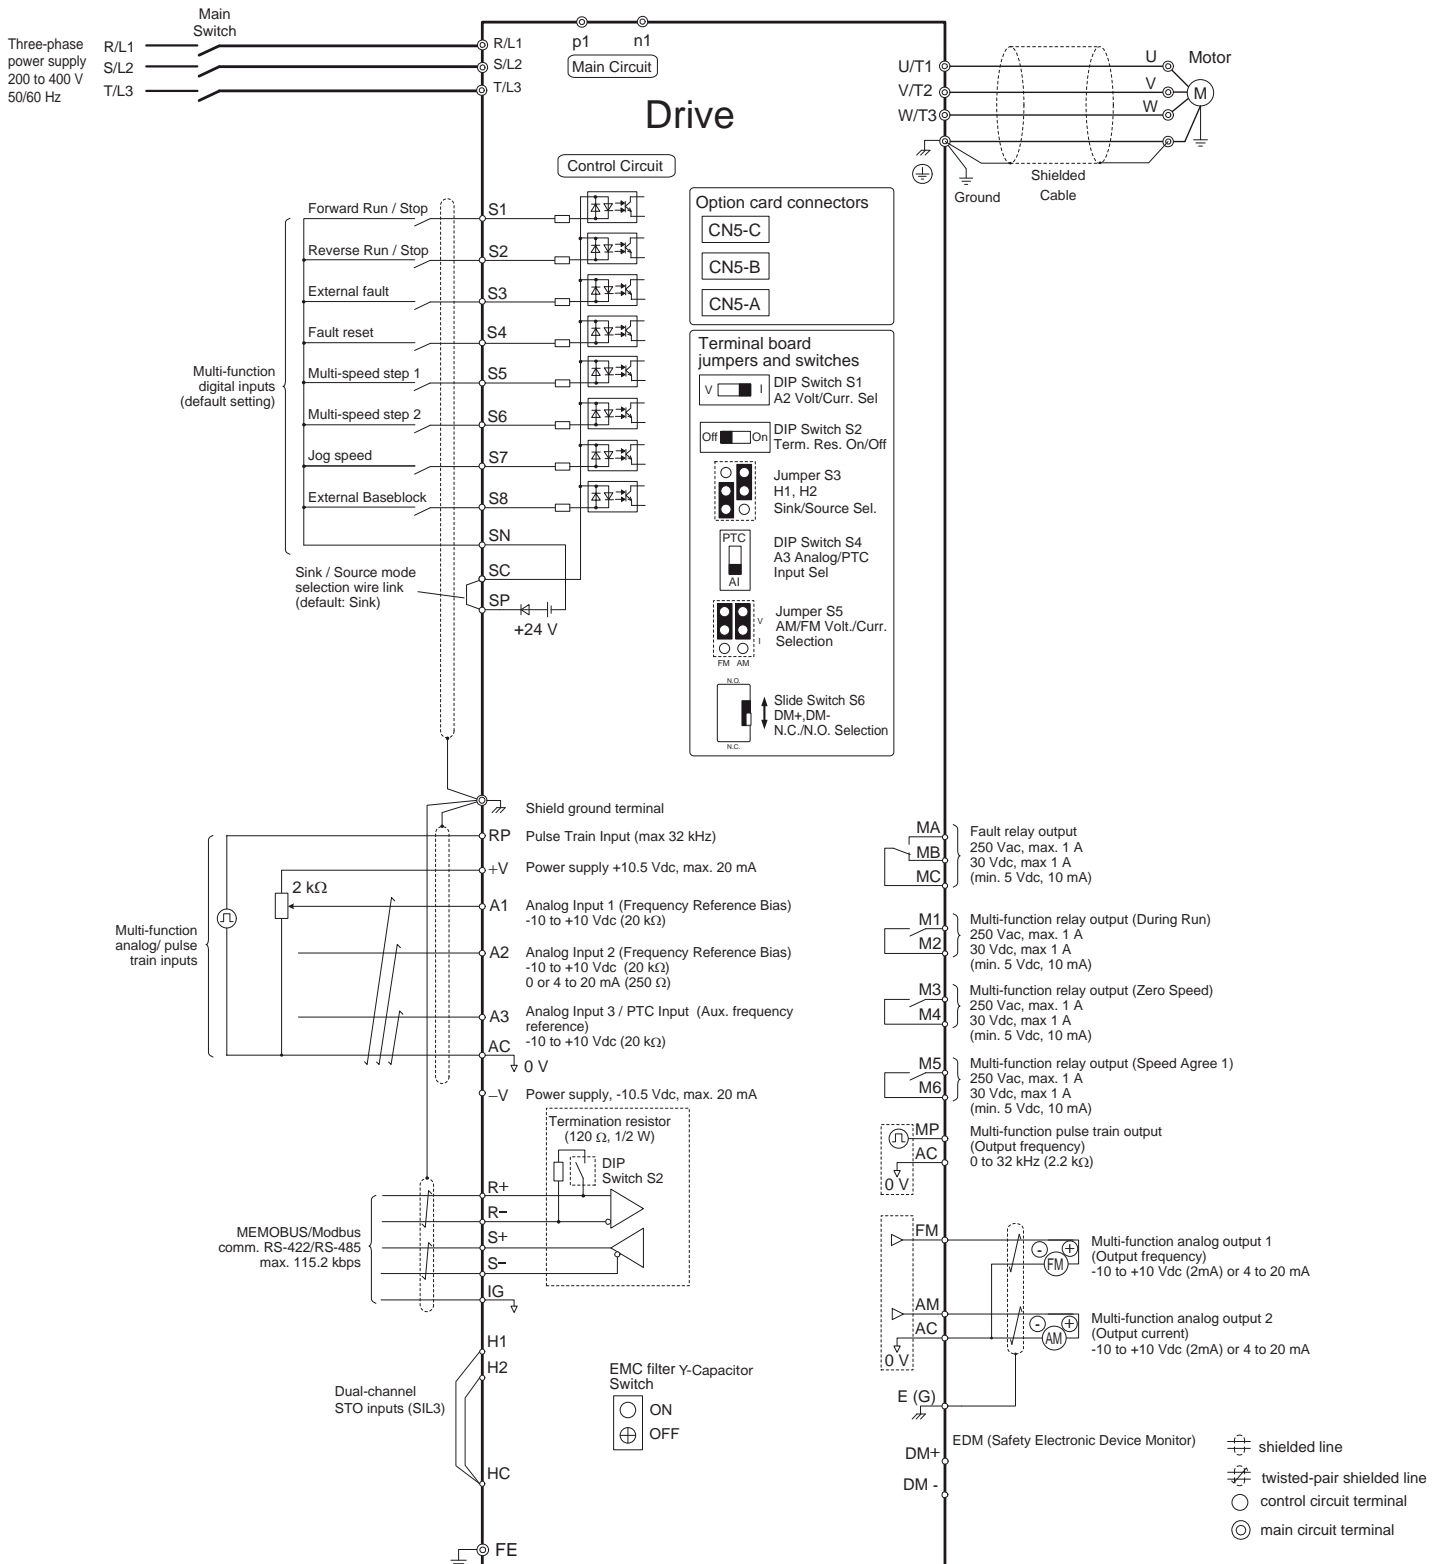 Main
Switch
Three-phase
power supply
200 to 400 V
50/60 Hz
R/L1
S/L2
T/L3
R/L1
S/L2
T/L3
p1
n1
Main Circuit
Drive
Control Circuit
U/T1
V/T2
W/T3
U
V
W
Motor
M
Ground
Shielded
Cable
Option card connectors
CN5-C
CN5-B
CN5-A
Terminal board
jumpers and switches
V
I
DIP Switch S1
A2 Volt/Curr. Sel
Off
On
DIP Switch S2
Term. Res. On/Off
Jumper S3
H1, H2
Sink/Source Sel.
PTC
AI
DIP Switch S4
A3 Analog/PTC
Input Sel
V
I
FM AM
Jumper S5
AM/FM Volt./Curr.
Selection
N.O.
N.C.
Slide Switch S6
DM+,DM-
N.C./N.O. Selection
Multi-function
digital inputs
(default setting)
Forward Run / Stop
S1
Reverse Run / Stop
S2
External fault
S3
Fault reset
S4
Multi-speed step 1
S5
Multi-speed step 2
S6
Jog speed
S7
External Baseblock
S8
SN
SC
SP
+24 V
Sink / Source mode
selection wire link
(default: Sink)
Shield ground terminal
Multi-function
analog/ pulse
train inputs
2 kΩ
RP
Pulse Train Input (max 32 kHz)
+V
Power supply +10.5 Vdc, max. 20 mA
A1
Analog Input 1 (Frequency Reference Bias)
-10 to +10 Vdc (20 kΩ)
A2
Analog Input 2 (Frequency Reference Bias)
-10 to +10 Vdc (20 kΩ)
0 or 4 to 20 mA (250 Ω)
A3
Analog Input 3 / PTC Input (Aux. frequency
reference)
-10 to +10 Vdc (20 kΩ)
AC
0 V
−V
Power supply, -10.5 Vdc, max. 20 mA
Termination resistor
(120 Ω, 1/2 W)
DIP
Switch S2
MEMOBUS/Modbus
comm. RS-422/RS-485
max. 115.2 kbps
R+
R−
S+
S−
IG
H1
H2
Dual-channel
STO inputs (SIL3)
HC
FE
EMC filter Y-Capacitor
Switch
ON
OFF
MA
MB
MC
Fault relay output
250 Vac, max. 1 A
30 Vdc, max 1 A
(min. 5 Vdc, 10 mA)
M1
M2
Multi-function relay output (During Run)
250 Vac, max. 1 A
30 Vdc, max 1 A
(min. 5 Vdc, 10 mA)
M3
M4
Multi-function relay output (Zero Speed)
250 Vac, max. 1 A
30 Vdc, max 1 A
(min. 5 Vdc, 10 mA)
M5
M6
Multi-function relay output (Speed Agree 1)
250 Vac, max. 1 A
30 Vdc, max 1 A
(min. 5 Vdc, 10 mA)
MP
AC
0 V
Multi-function pulse train output
(Output frequency)
0 to 32 kHz (2.2 kΩ)
FM
- +
FM
Multi-function analog output 1
(Output frequency)
-10 to +10 Vdc (2mA) or 4 to 20 mA
AM
AC
0 V
- +
AM
Multi-function analog output 2
(Output current)
-10 to +10 Vdc (2mA) or 4 to 20 mA
E (G)
EDM (Safety Electronic Device Monitor)
DM+
DM -
shielded line
twisted-pair shielded line
control circuit terminal
main circuit terminal